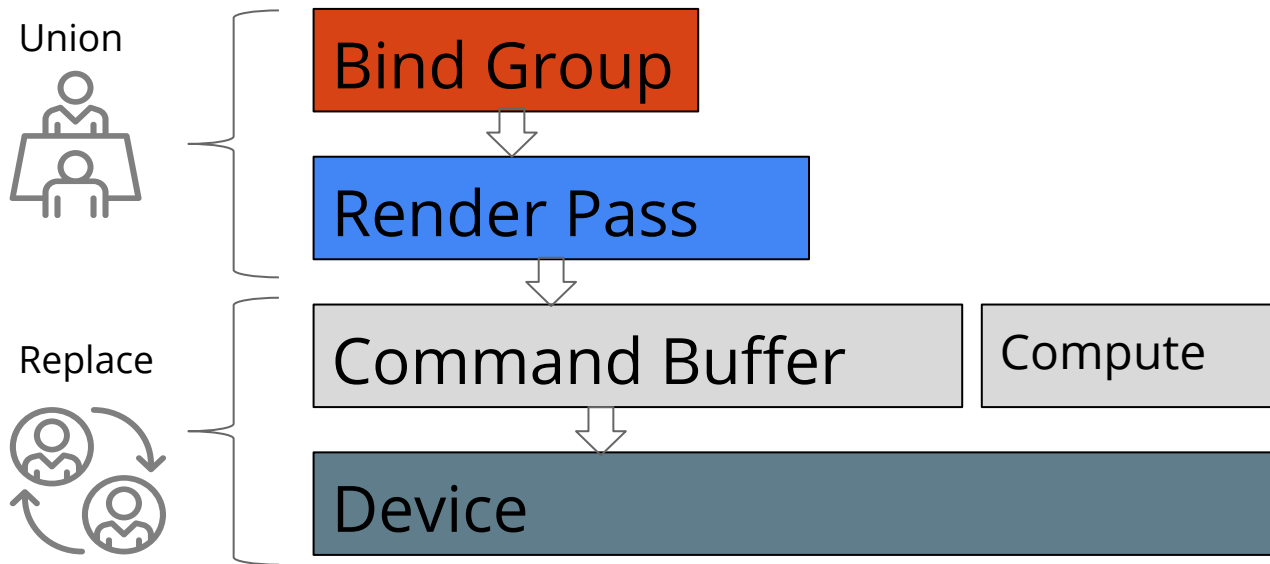 Union
Bind Group
Render Pass
Replace
Command Buffer
Compute
Device